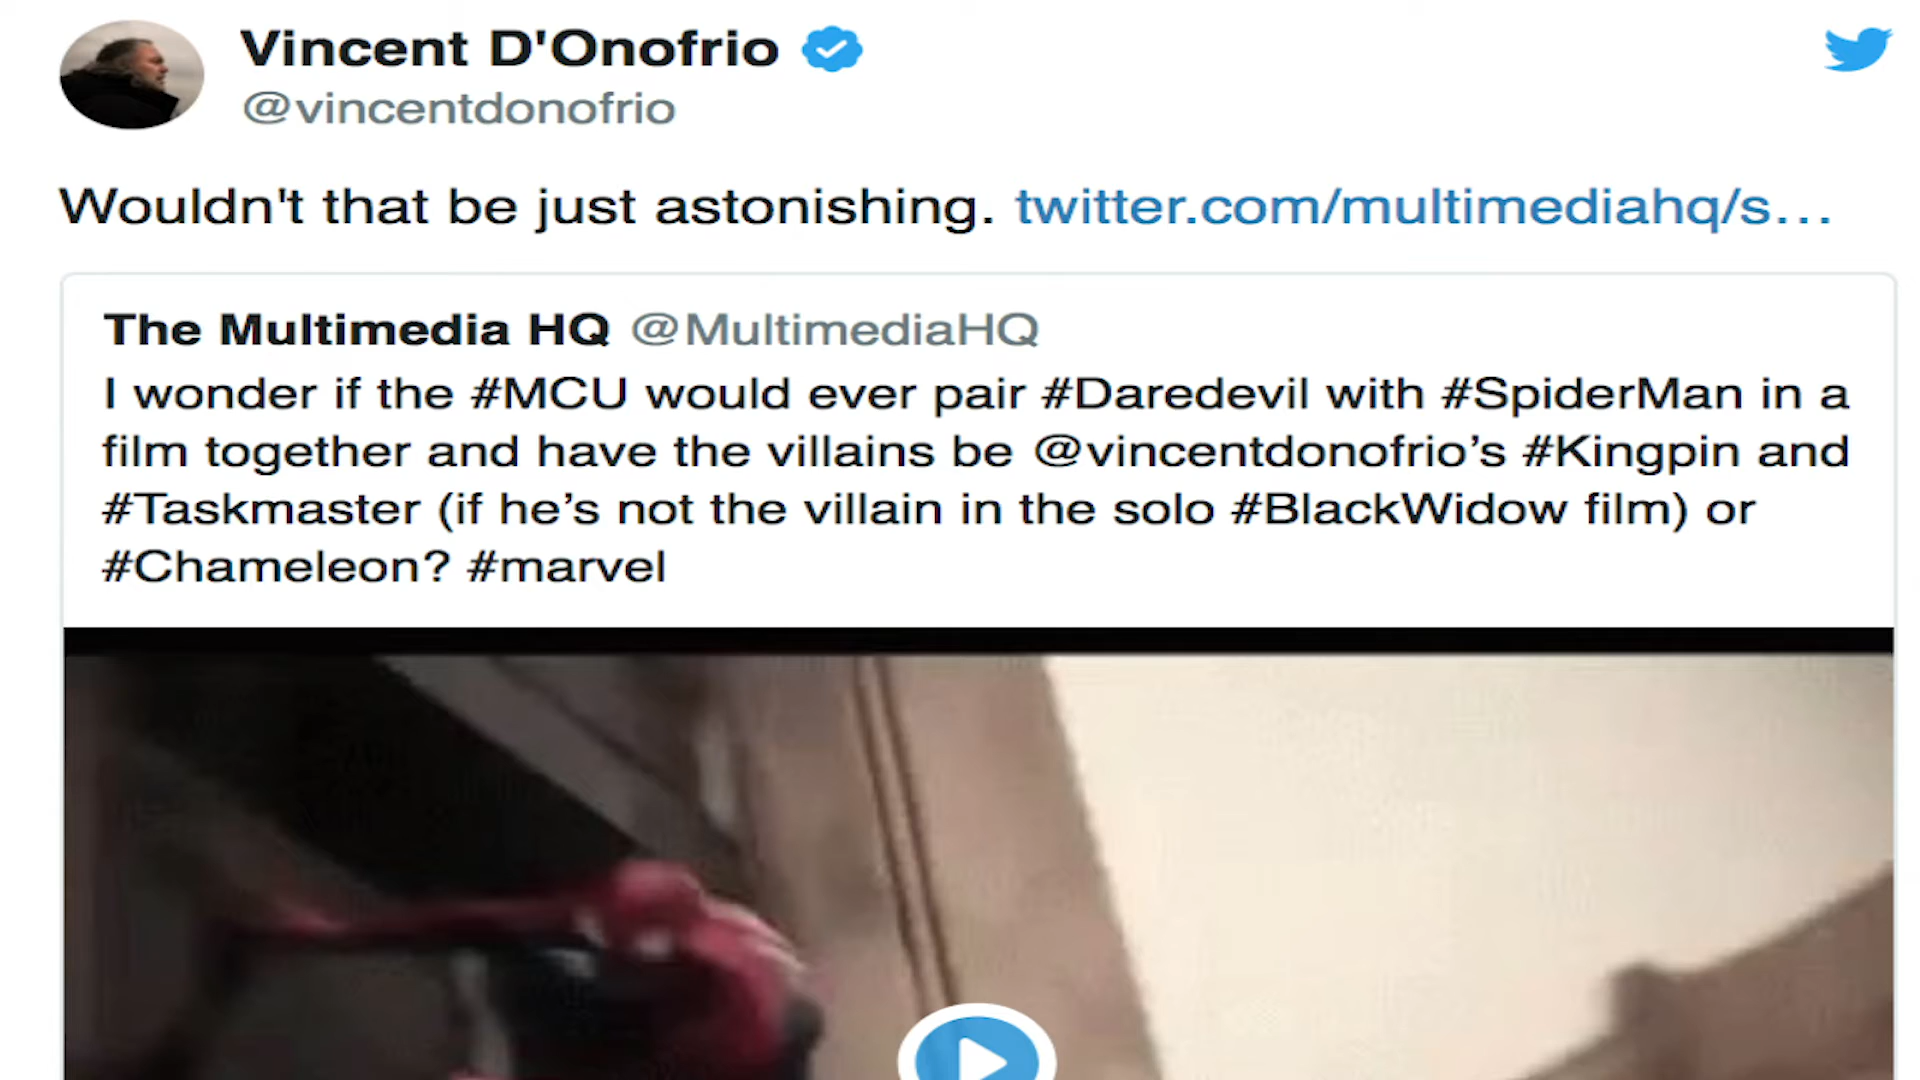 Vincent D'Onofrio
@vincentdonofrio
Wouldn't that be just astonishing. twitter.com/multimediahq/s…
The Multimedia HQ @MultimediaHQ
I wonder if the #MCU would ever pair #Daredevil with #SpiderMan in a
film together and have the villains be @vincentdonofrio’s #Kingpin and
#Taskmaster (if he’s not the villain in the solo #BlackWidow film) or
#Chameleon? #marvel